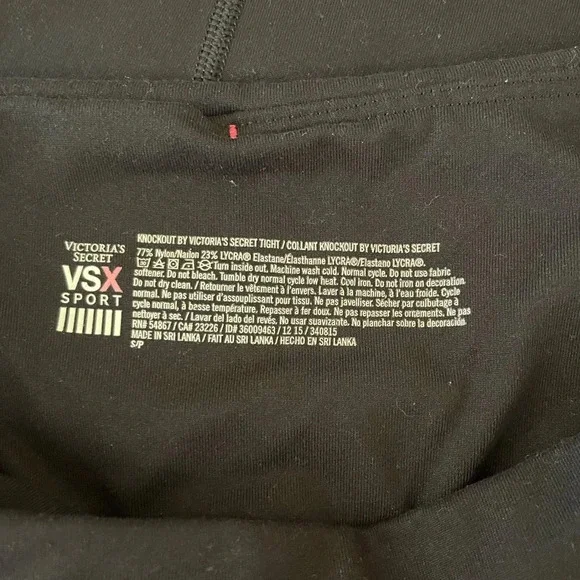 VICTORIA'S
SECRET
VSX
SPORT
KNOCKOUT BY VICTORIA'S SECRET TIGHT / COLLANT KNOCKOUT BY VICTORIA'S SECRET
77% Nylon/Nailon 23% LYCRA® Elastane/Élasthanne LYCRA®/Elastano LYCRA®.
Turn inside out. Machine wash cold. Normal cycle. Do not use fabric
softener. Do not bleach. Tumble dry normal cycle low heat. Cool iron. Do not iron on decoration.
Do not dry clean. / Retourner le vêtement à l'envers. Laver à la machine, à l'eau froide. Cycle
normal. Ne pas utiliser d'assouplissant pour tissu. Ne pas javelliser. Sécher par culbutage à
cycle normal, à basse température. Repasser à fer doux. Ne pas repasser les ornements. Ne pas
nettoyer à sec. / Lavar del lado del revés. No usar suavizante. No planchar sobre la decoración.
RN# 54867 / CA# 23226 / ID# 36009463 / 12 15 / 340815
MADE IN SRI LANKA / FAIT AU SRI LANKA / HECHO EN SRI LANKA
S/P